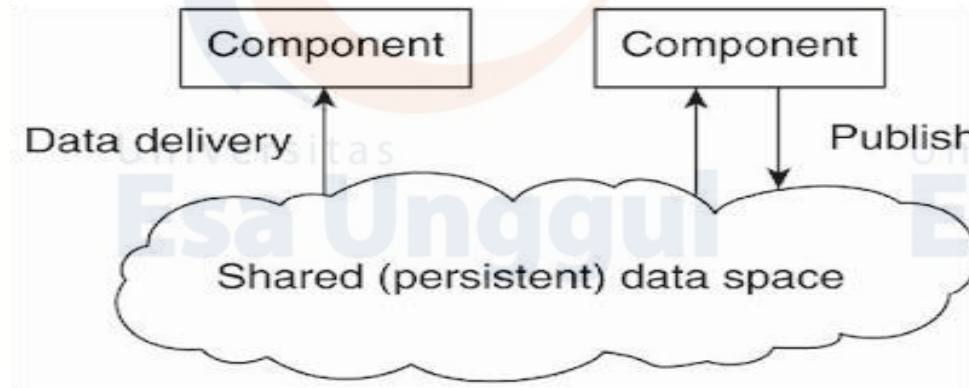 Component
Component
Data delivery
Publish
Universitas
Esa Unggul
Shared (persistent) data space